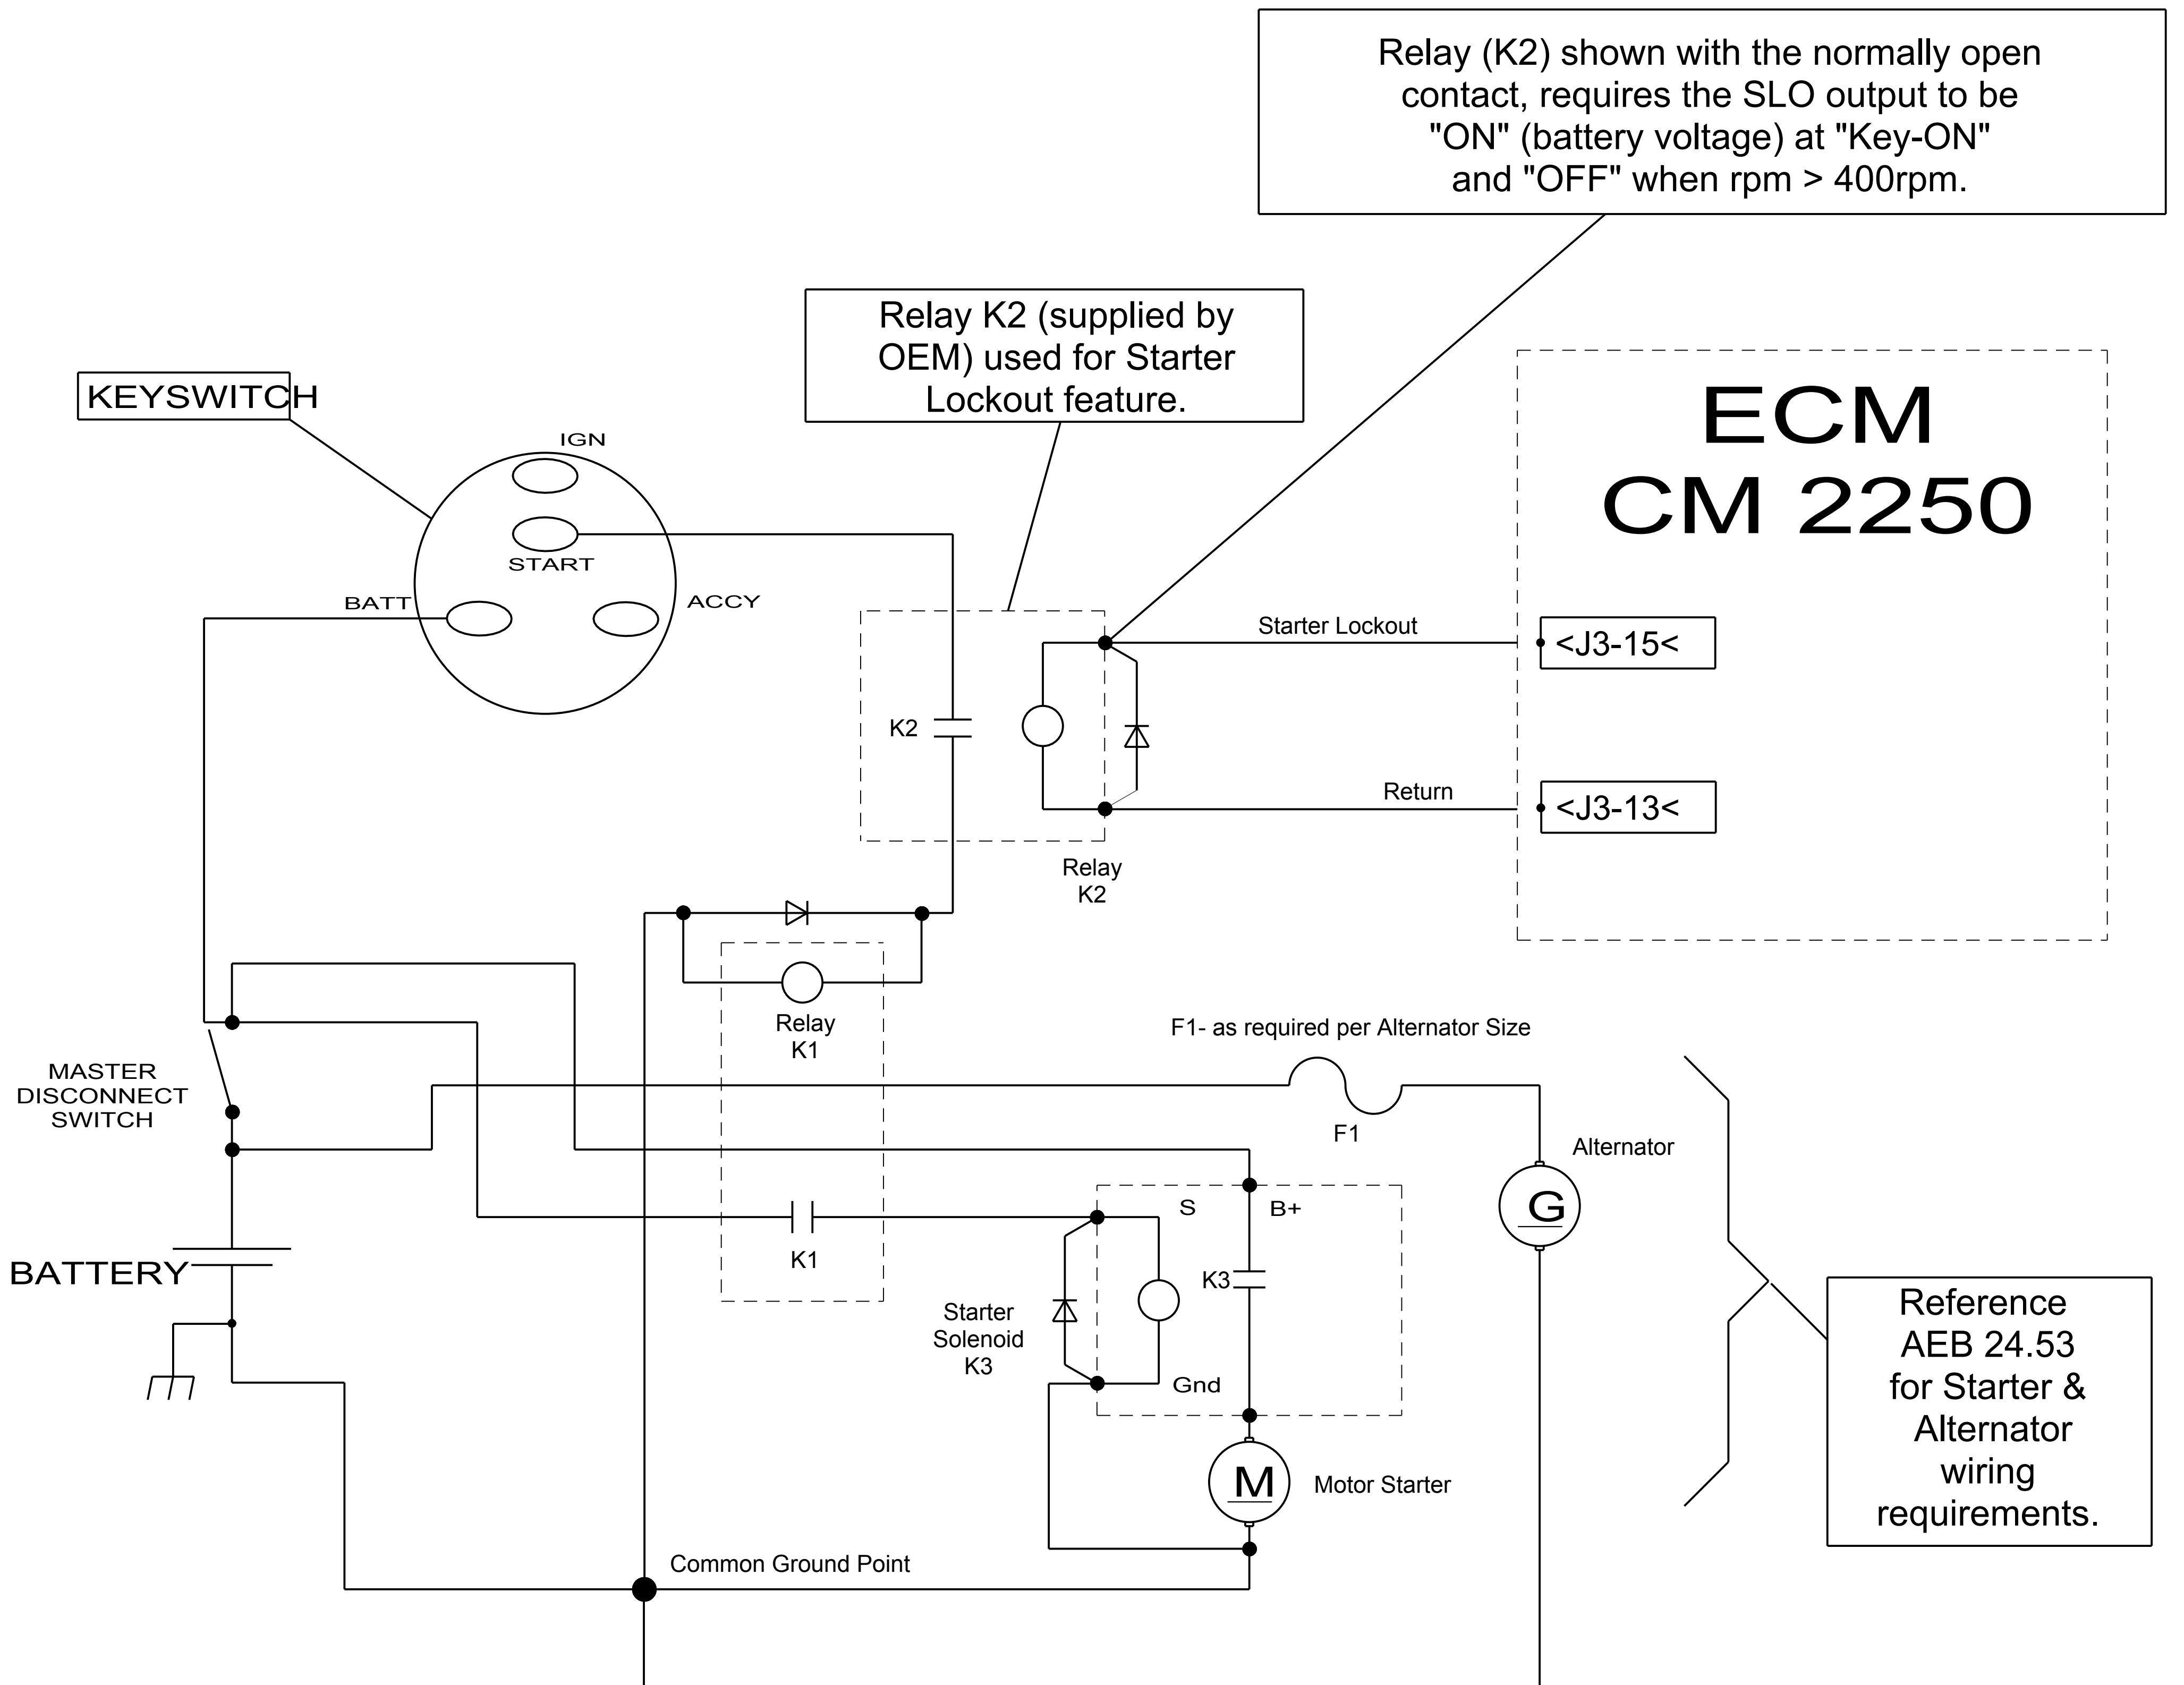 Relay (K2) shown with the normally open
contact, requires the SLO output to be
"ON" (battery voltage) at "Key-ON"
and "OFF" when rpm > 400rpm.
Relay K2 (supplied by
OEM) used for Starter
Lockout feature.
KEYSWITCH
ECM
CM 2250
IGN
START
BATT
ACCY
Starter Lockout
<J3-15<
K2
Return
<J3-13<
Relay
K2
Relay
K1
F1- as required per Alternator Size
MASTER
DISCONNECT
SWITCH
F1
Alternator
S
B+
G
K1
K3
BATTERY
Starter
Solenoid
K3
Gnd
Reference
AEB 24.53
for Starter &
Alternator
wiring
requirements.
M
Motor Starter
Common Ground Point